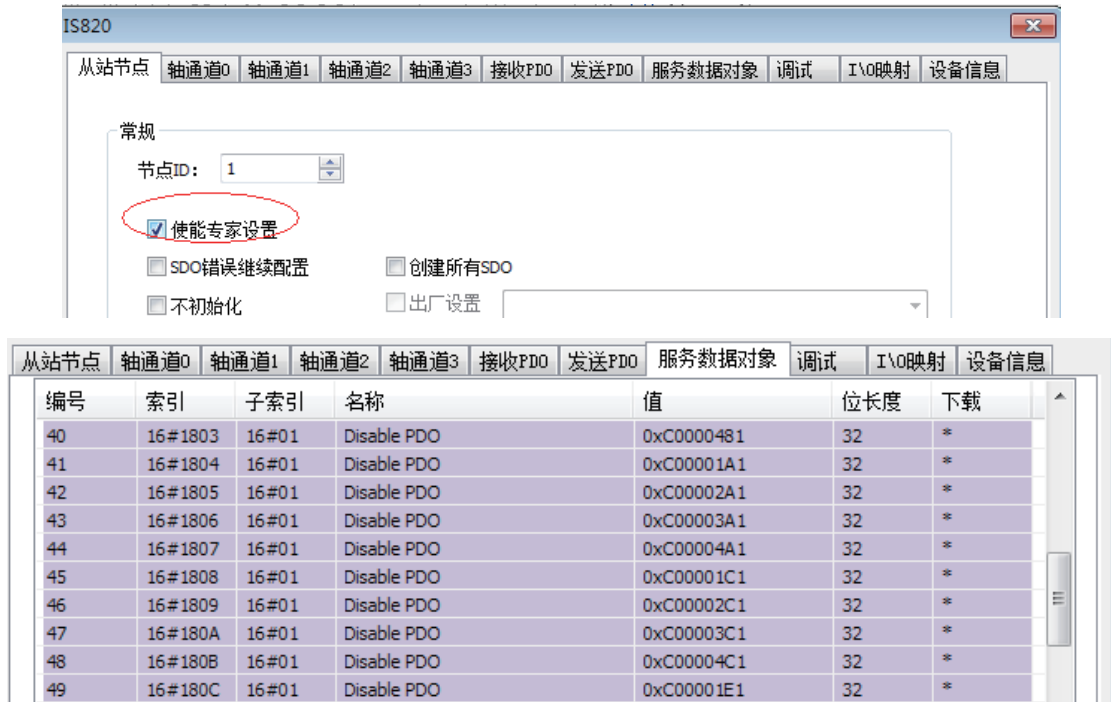 IS820
从站节点 轴通道0 轴通道1 轴通道2 轴通道3 接收PDO 发送PDO 服务数据对象 调试 I\O映射 设备信息
常规
节点ID: 1
使能专家设置
SDO错误继续配置 创建所有SDO
不初始化 出厂设置
从站节点 轴通道0 轴通道1 轴通道2 轴通道3 接收PDO 发送PDO 服务数据对象 调试 I\O映射 设备信息
编号 索引 子索引 名称 值 位长度 下载
40 16#1803 16#01 Disable PDO 0xC0000481 32 *
41 16#1804 16#01 Disable PDO 0xC00001A1 32 *
42 16#1805 16#01 Disable PDO 0xC00002A1 32 *
43 16#1806 16#01 Disable PDO 0xC00003A1 32 *
44 16#1807 16#01 Disable PDO 0xC00004A1 32 *
45 16#1808 16#01 Disable PDO 0xC00001C1 32 *
46 16#1809 16#01 Disable PDO 0xC00002C1 32 *
47 16#180A 16#01 Disable PDO 0xC00003C1 32 *
48 16#180B 16#01 Disable PDO 0xC00004C1 32 *
49 16#180C 16#01 Disable PDO 0xC00001E1 32 *